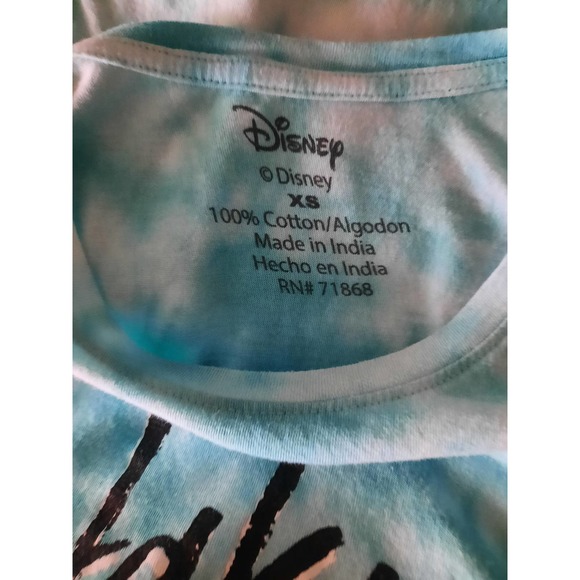 Disney
© Disney
XS
100% Cotton/Algodon
Made in India
Hecho en India
RN# 71868